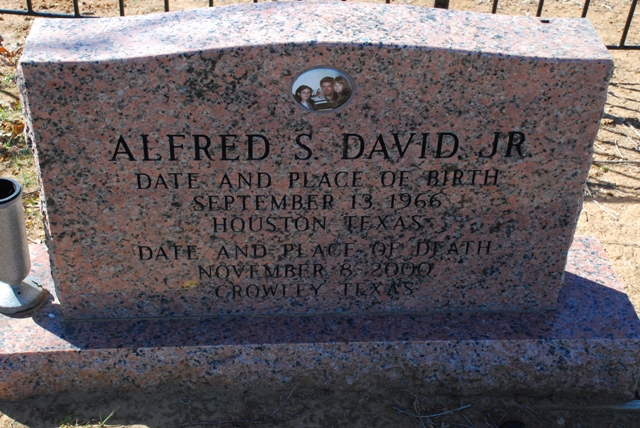 ALFRED S. DAVID, JR.
DATE AND PLACE OF BIRTH
SEPTEMBER 13, 1966
HOUSTON, TEXAS
DATE AND PLACE OF DEATH
NOVEMBER 8, 2000
CROWLEY, TEXAS